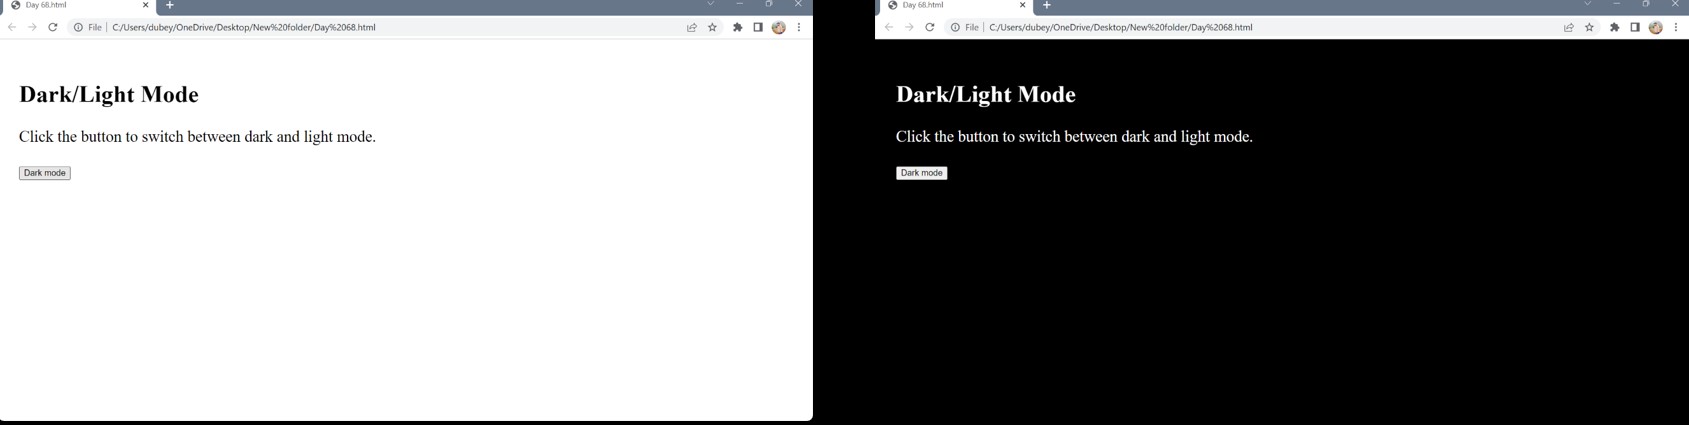 Day 68.html
File C:/Users/dubey/OneDrive/Desktop/New%20folder/Day%2068.html
Dark/Light Mode
Click the button to switch between dark and light mode.
Dark mode
Day 68.html
File C:/Users/dubey/OneDrive/Desktop/New%20folder/Day%2068.html
Dark/Light Mode
Click the button to switch between dark and light mode.
Dark mode